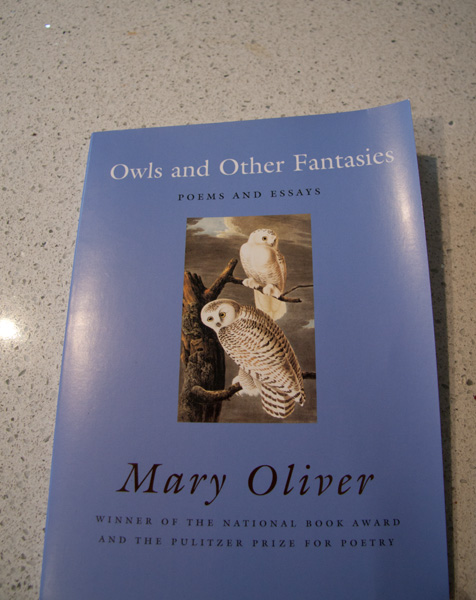 Owls and Other Fantasies
POEMS AND ESSAYS
Mary Oliver
WINNER OF THE NATIONAL BOOK AWARD
AND THE PULITZER PRIZE FOR POETRY